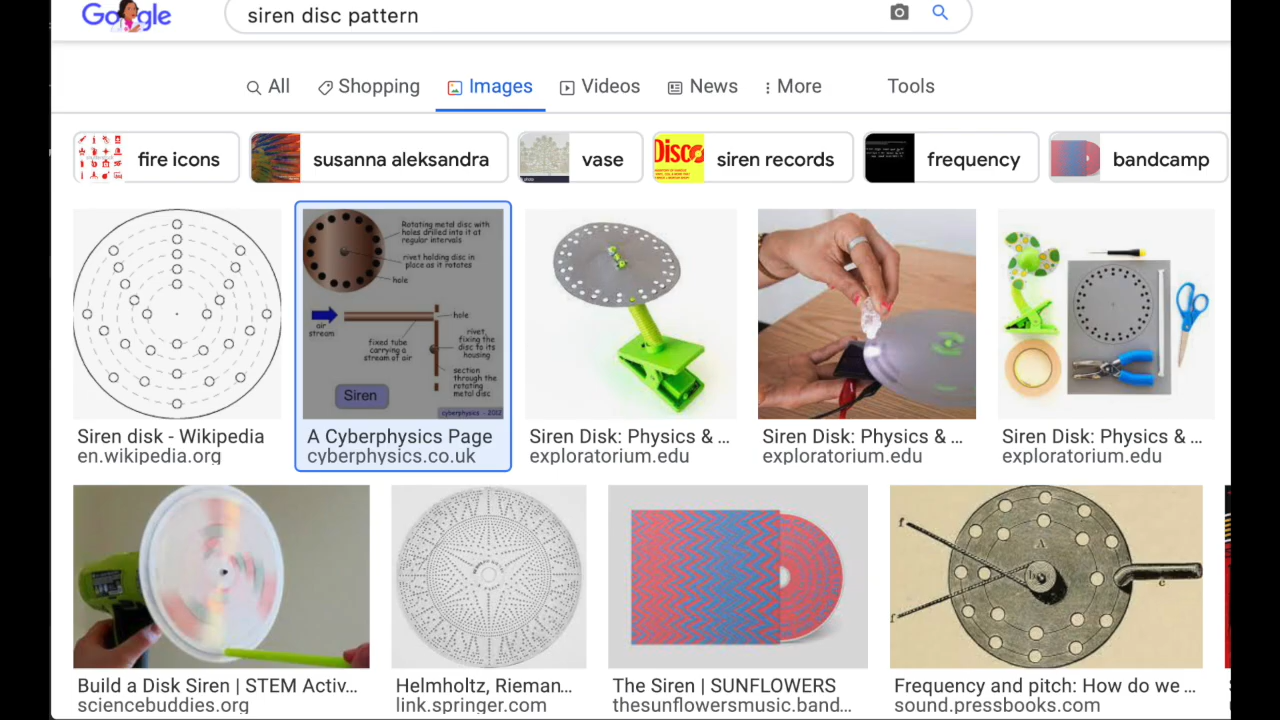 Google
siren disc pattern
All
Shopping
Images
Videos
News
More
Tools
fire icons
susanna aleksandra
vase
Disco
siren records
frequency
bandcamp
Rotating metal disc with
holes drilled into it at
regular intervals
rivet holding disc in
place as it rotates
hole
air
stream
fixed tube
carrying a
stream of air
hole
rivet
fixing the
disc to its
housing
section
through the
rotating
metal disc
Siren
cyberphysics - 2012
Siren disk - Wikipedia
en.wikipedia.org
A Cyberphysics Page
cyberphysics.co.uk
Siren Disk: Physics & ...
exploratorium.edu
Siren Disk: Physics & ...
exploratorium.edu
Siren Disk: Physics & ...
exploratorium.edu
A
b
e
f
f
Build a Disk Siren | STEM Activ...
sciencebuddies.org
Helmholtz, Rieman...
link.springer.com
The Siren | SUNFLOWERS
thesunflowersmusic.band...
Frequency and pitch: How do we ...
sound.pressbooks.com